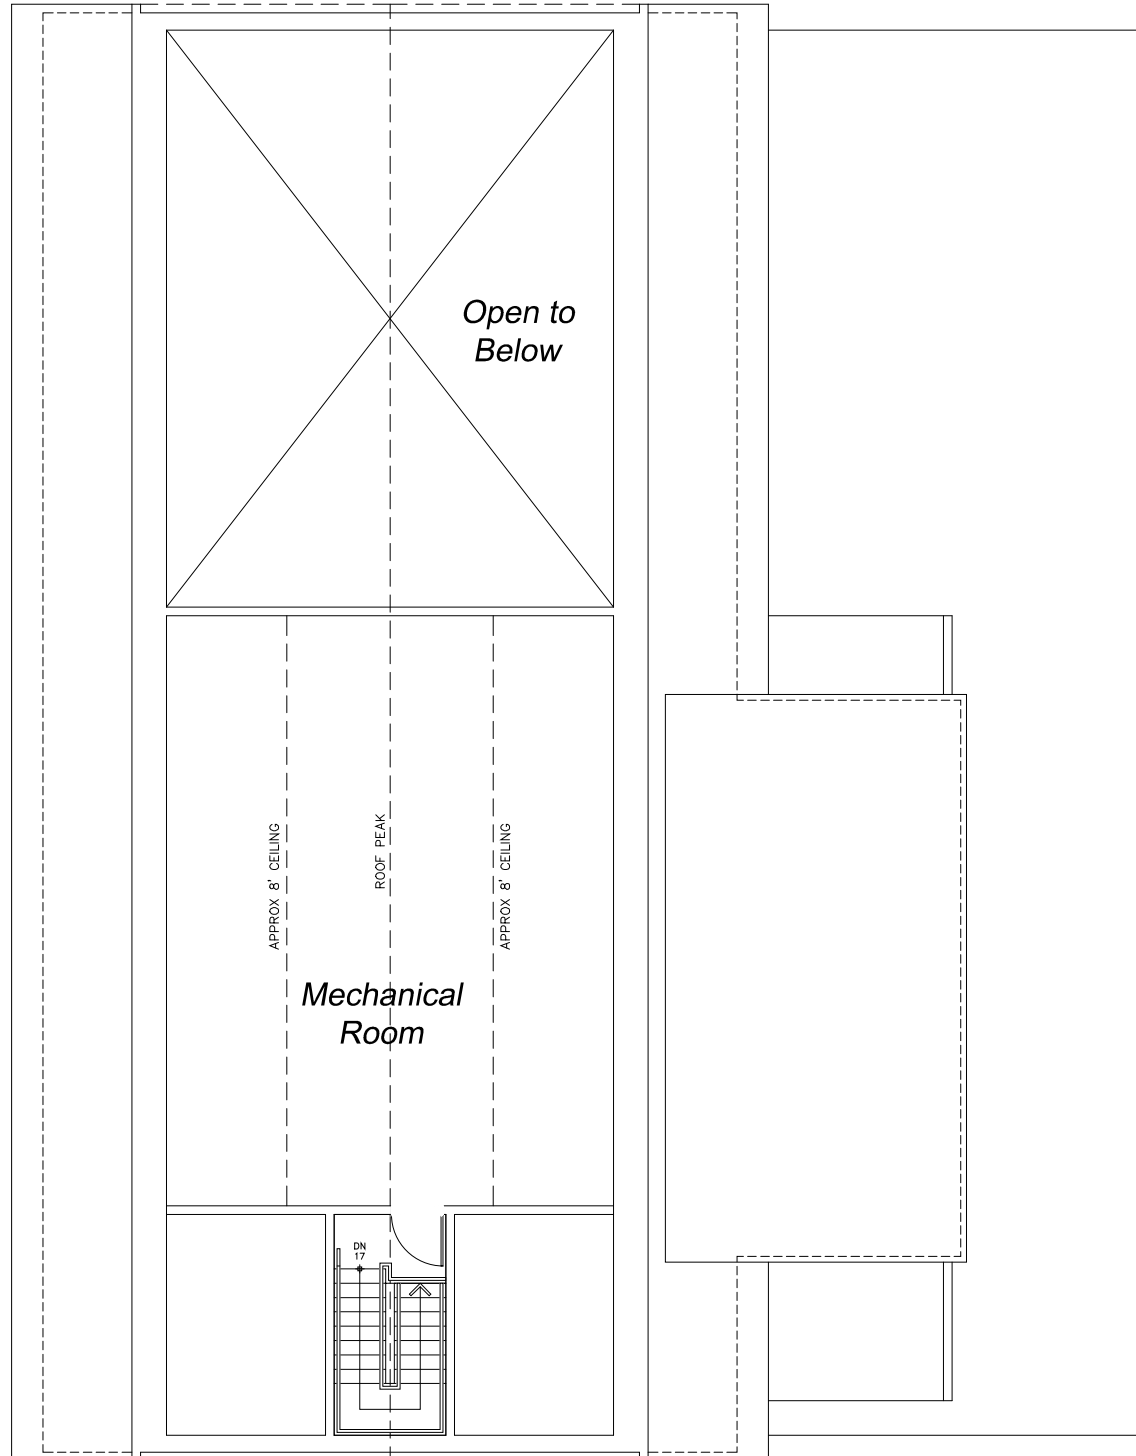 Open to
Below
APPROX 8' CEILING
ROOF PEAK
APPROX 8' CEILING
Mechanical
Room
DN
17